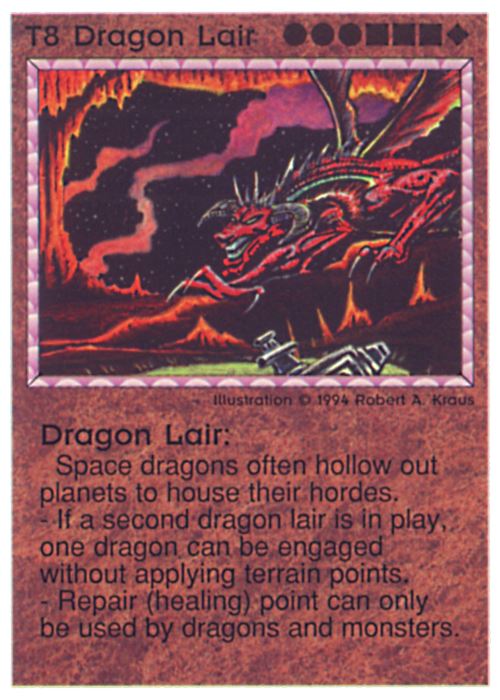 T8 Dragon Lair
Illustration © 1994 Robert A. Kraus
Dragon Lair:
Space dragons often hollow out
planets to house their hordes.
- If a second dragon lair is in play,
one dragon can be engaged
without applying terrain points.
- Repair (healing) point can only
be used by dragons and monsters.